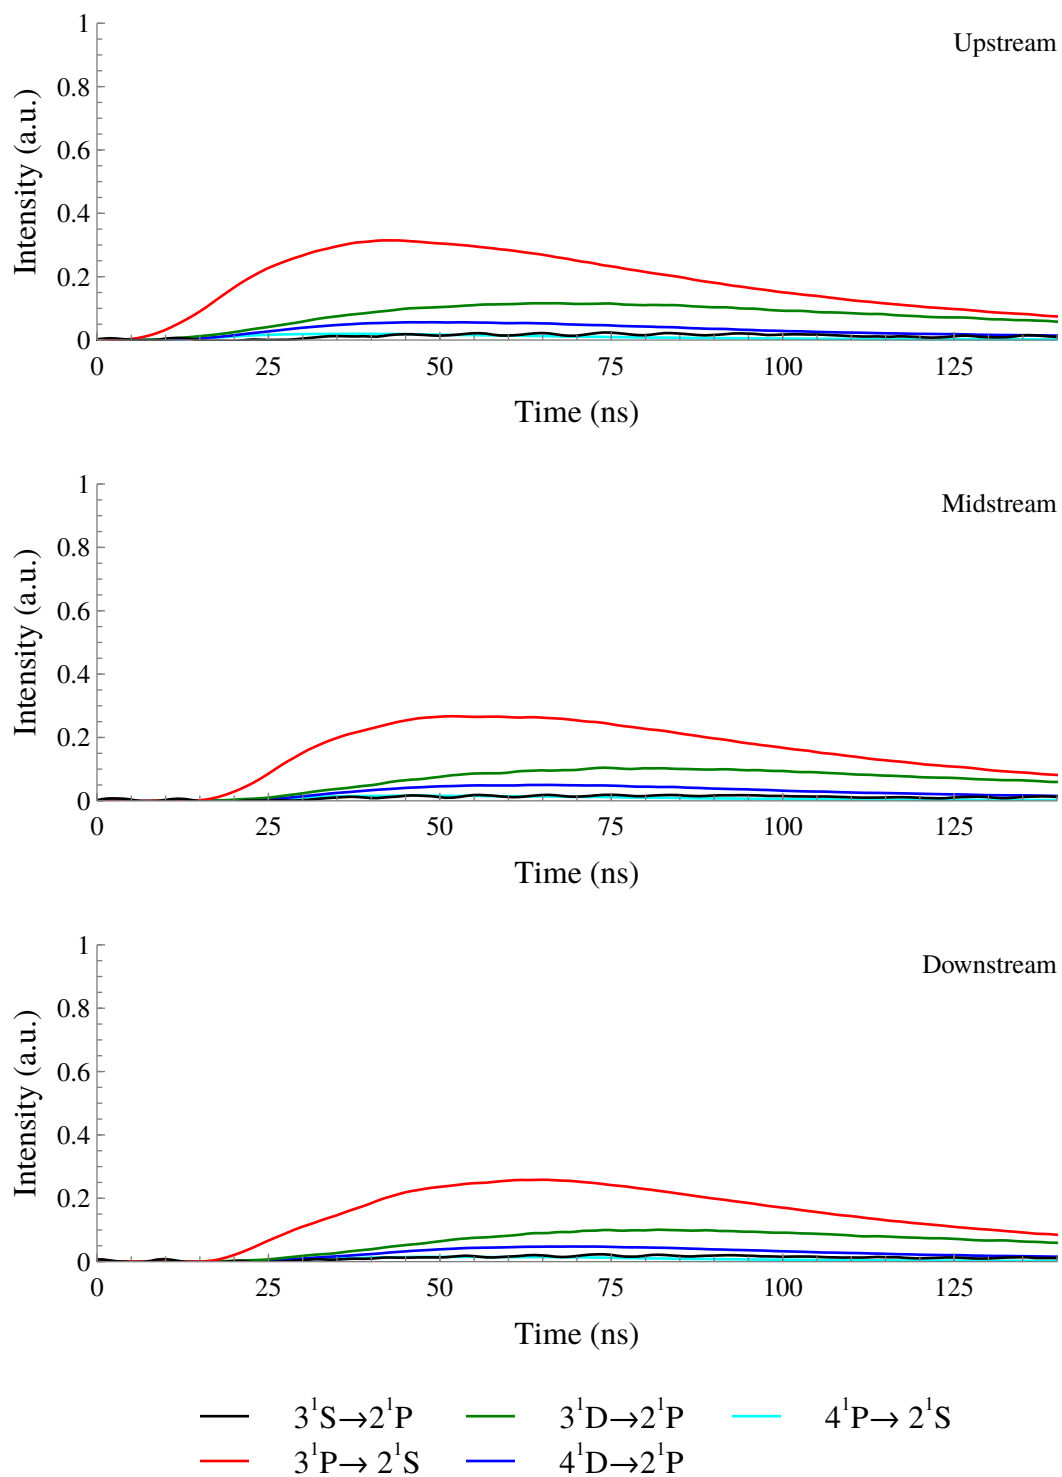 Upstream
Intensity (a.u.)
1
0.8
0.6
0.4
0.2
0
0 25 50 75 100 125
Time (ns)
Midstream
Intensity (a.u.)
1
0.8
0.6
0.4
0.2
0
0 25 50 75 100 125
Time (ns)
Downstream
Intensity (a.u.)
1
0.8
0.6
0.4
0.2
0
0 25 50 75 100 125
Time (ns)
3¹S→2¹P 3¹D→2¹P 4¹P→ 2¹S
3¹P→ 2¹S 4¹D→2¹P